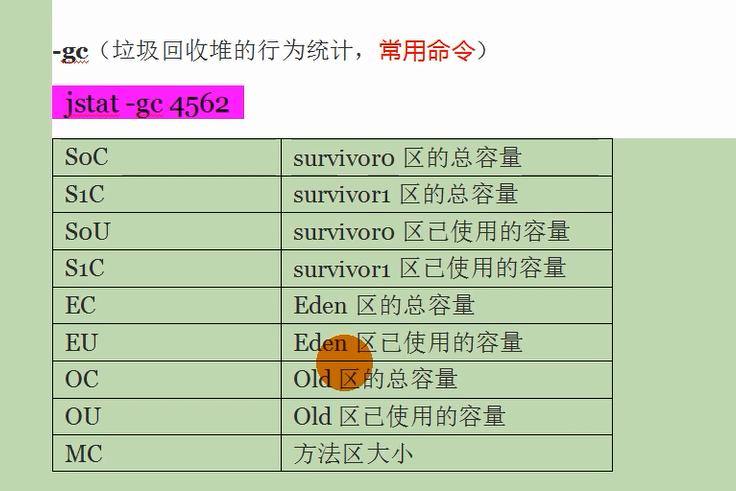 -gc（垃圾回收堆的行为统计，常用命令）
jstat -gc 4562
S0C survivor0 区的总容量
S1C survivor1 区的总容量
S0U survivor0 区已使用的容量
S1C survivor1 区已使用的容量
EC Eden 区的总容量
EU Eden 区已使用的容量
OC Old 区的总容量
OU Old 区已使用的容量
MC 方法区大小